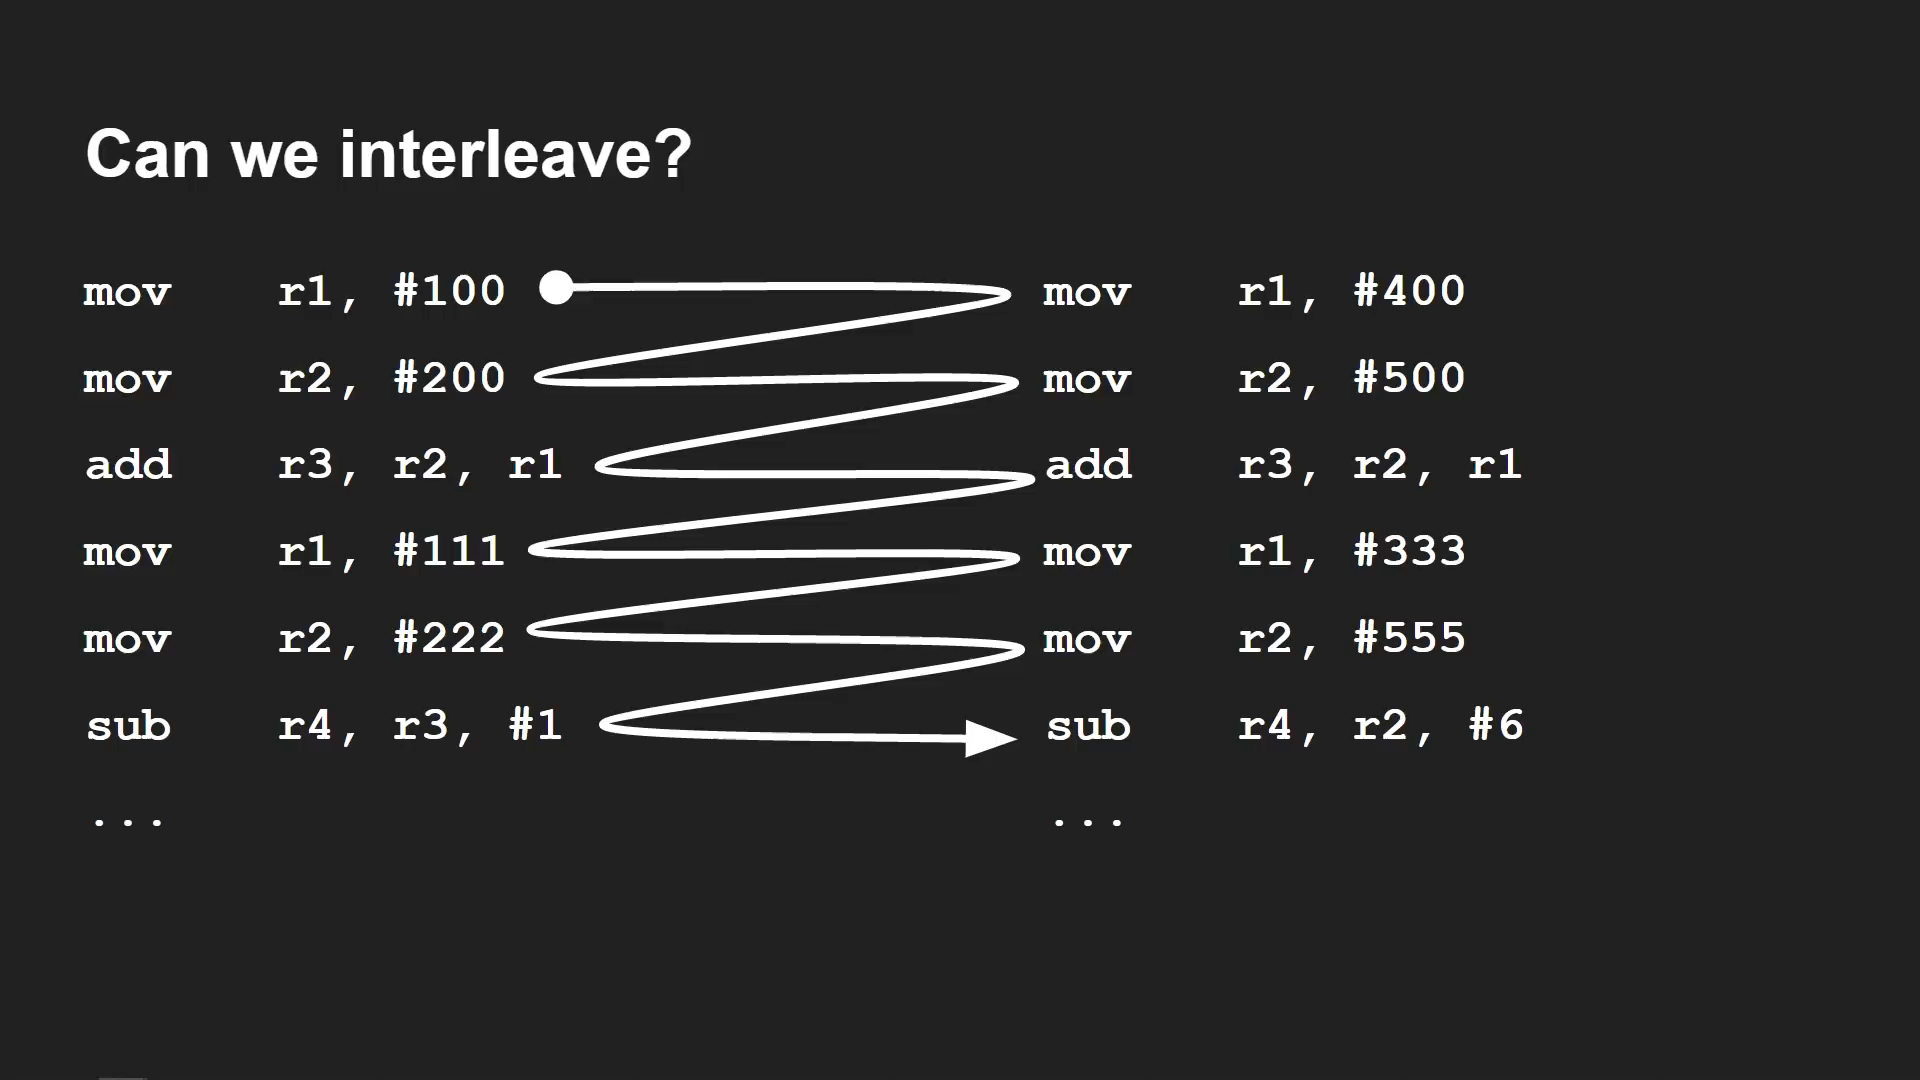 Can we interleave?
mov r1, #100
mov r2, #200
add r3, r2, r1
mov r1, #111
mov r2, #222
sub r4, r3, #1
...
mov r1, #400
mov r2, #500
add r3, r2, r1
mov r1, #333
mov r2, #555
sub r4, r2, #6
...